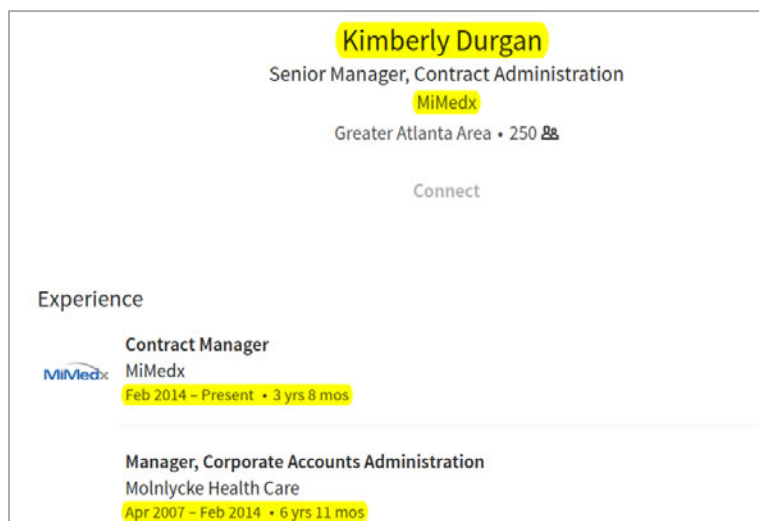 Kimberly Durgan
Senior Manager, Contract Administration
MiMedx
Greater Atlanta Area • 250
Connect
Experience
Contract Manager
MiMedx
MiMedx
Feb 2014 – Present • 3 yrs 8 mos
Manager, Corporate Accounts Administration
Molnlycke Health Care
Apr 2007 – Feb 2014 • 6 yrs 11 mos